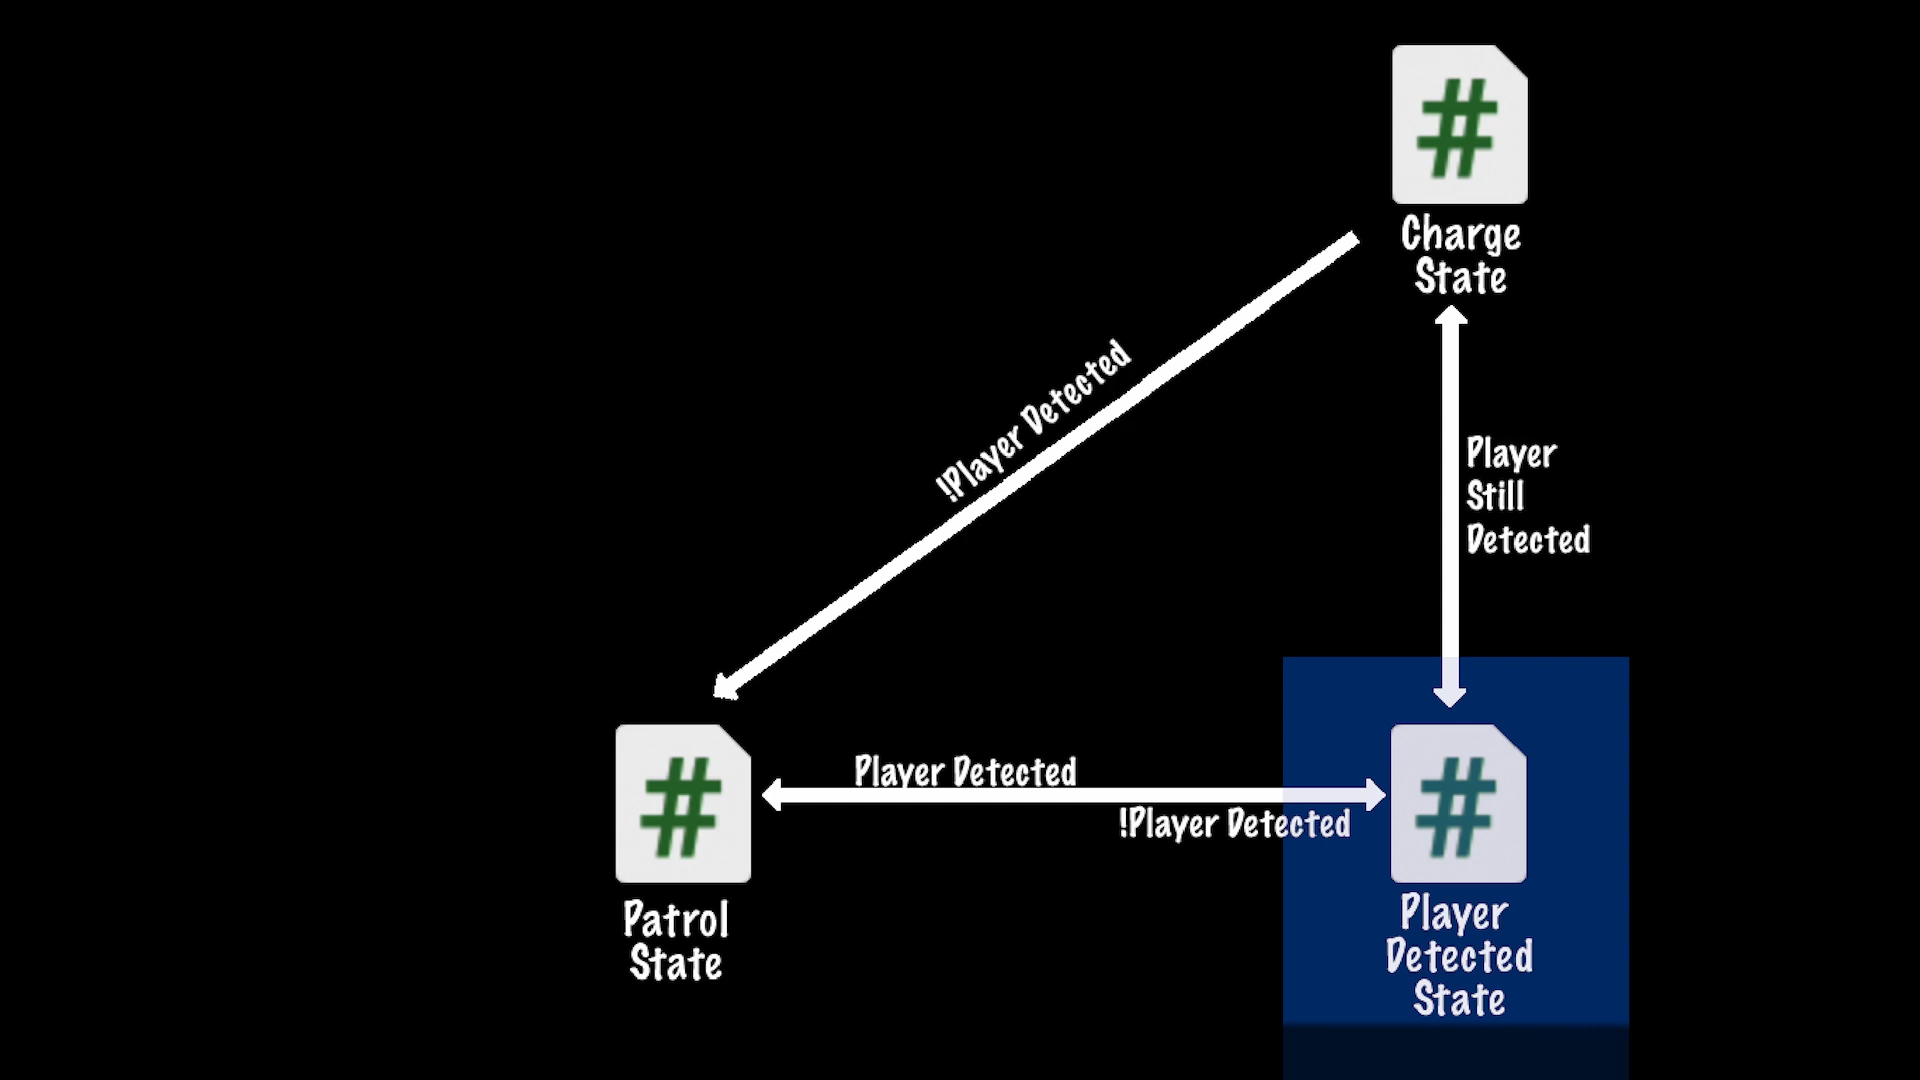 #
Charge
State
!Player Detected
Player
Still
Detected
Player Detected
!Player Detected
#
Patrol
State
#
Player
Detected
State